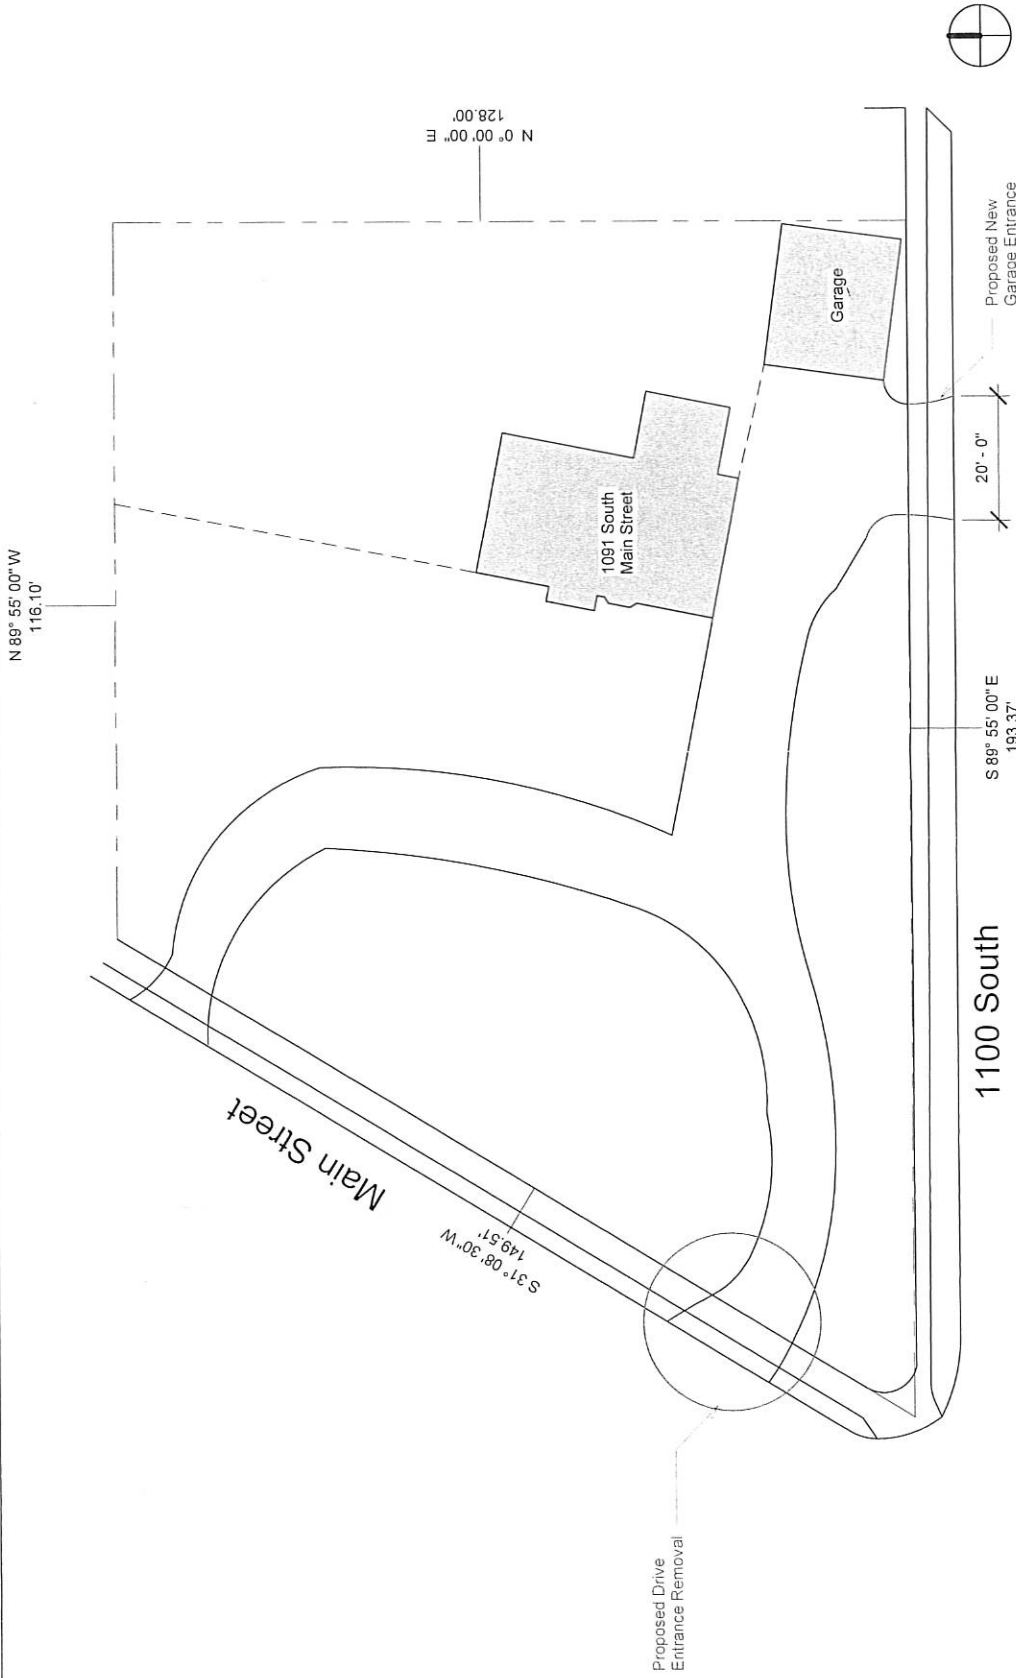 N 89° 55' 00" W
116.10'
N 0° 00' 00" E
128.00'
Main Street
S 31° 08' 30" W
149.51'
1091 South
Main Street
Garage
Proposed Drive
Entrance Removal
1100 South
S 89° 55' 00" E
193.37'
20' - 0"
Proposed New
Garage Entrance